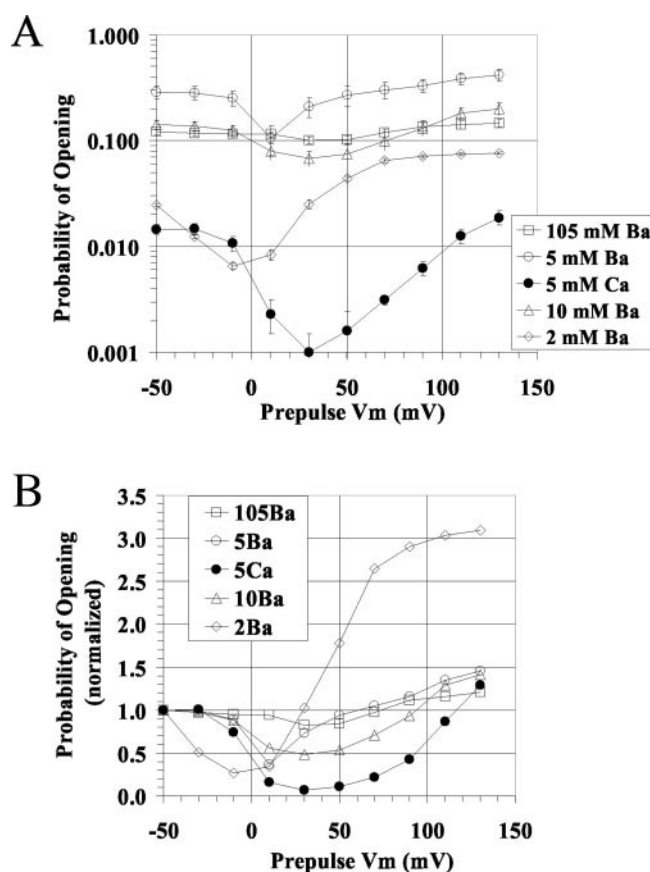 A
Probability of Opening
1.000
0.100
0.010
0.001
-50
0
50
100
150
Prepulse Vm (mV)
105 mM Ba
5 mM Ba
5 mM Ca
10 mM Ba
2 mM Ba
B
Probability of Opening
(normalized)
3.5
3.0
2.5
2.0
1.5
1.0
0.5
0.0
105Ba
5Ba
5Ca
10Ba
2Ba
-50
0
50
100
150
Prepulse Vm (mV)